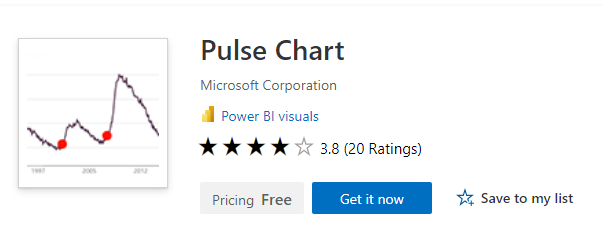 Pulse Chart
Microsoft Corporation
Power BI visuals
3.8 (20 Ratings)
1997 2005 2012
Pricing Free
Get it now
Save to my list